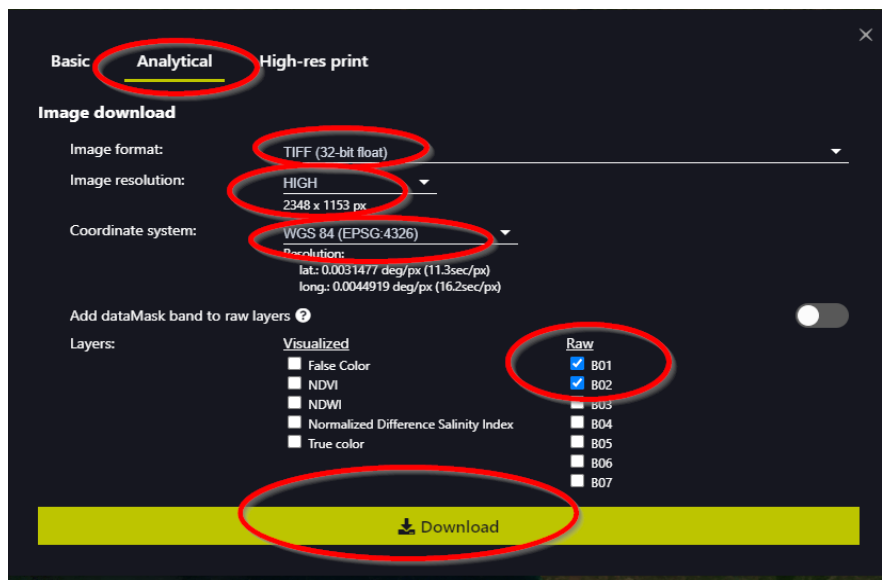 Basic Analytical High-res print
Image download
Image format: TIFF (32-bit float)
Image resolution: HIGH
2348 x 1153 px
Coordinate system: WGS 84 (EPSG:4326)
Resolution:
lat.: 0.0031477 deg/px (11.3sec/px)
long.: 0.0044919 deg/px (16.2sec/px)
Add dataMask band to raw layers ?
Layers: Visualized Raw
False Color B01
NDVI B02
NDWI B03
Normalized Difference Salinity Index B04
True color B05
B06
B07
Download